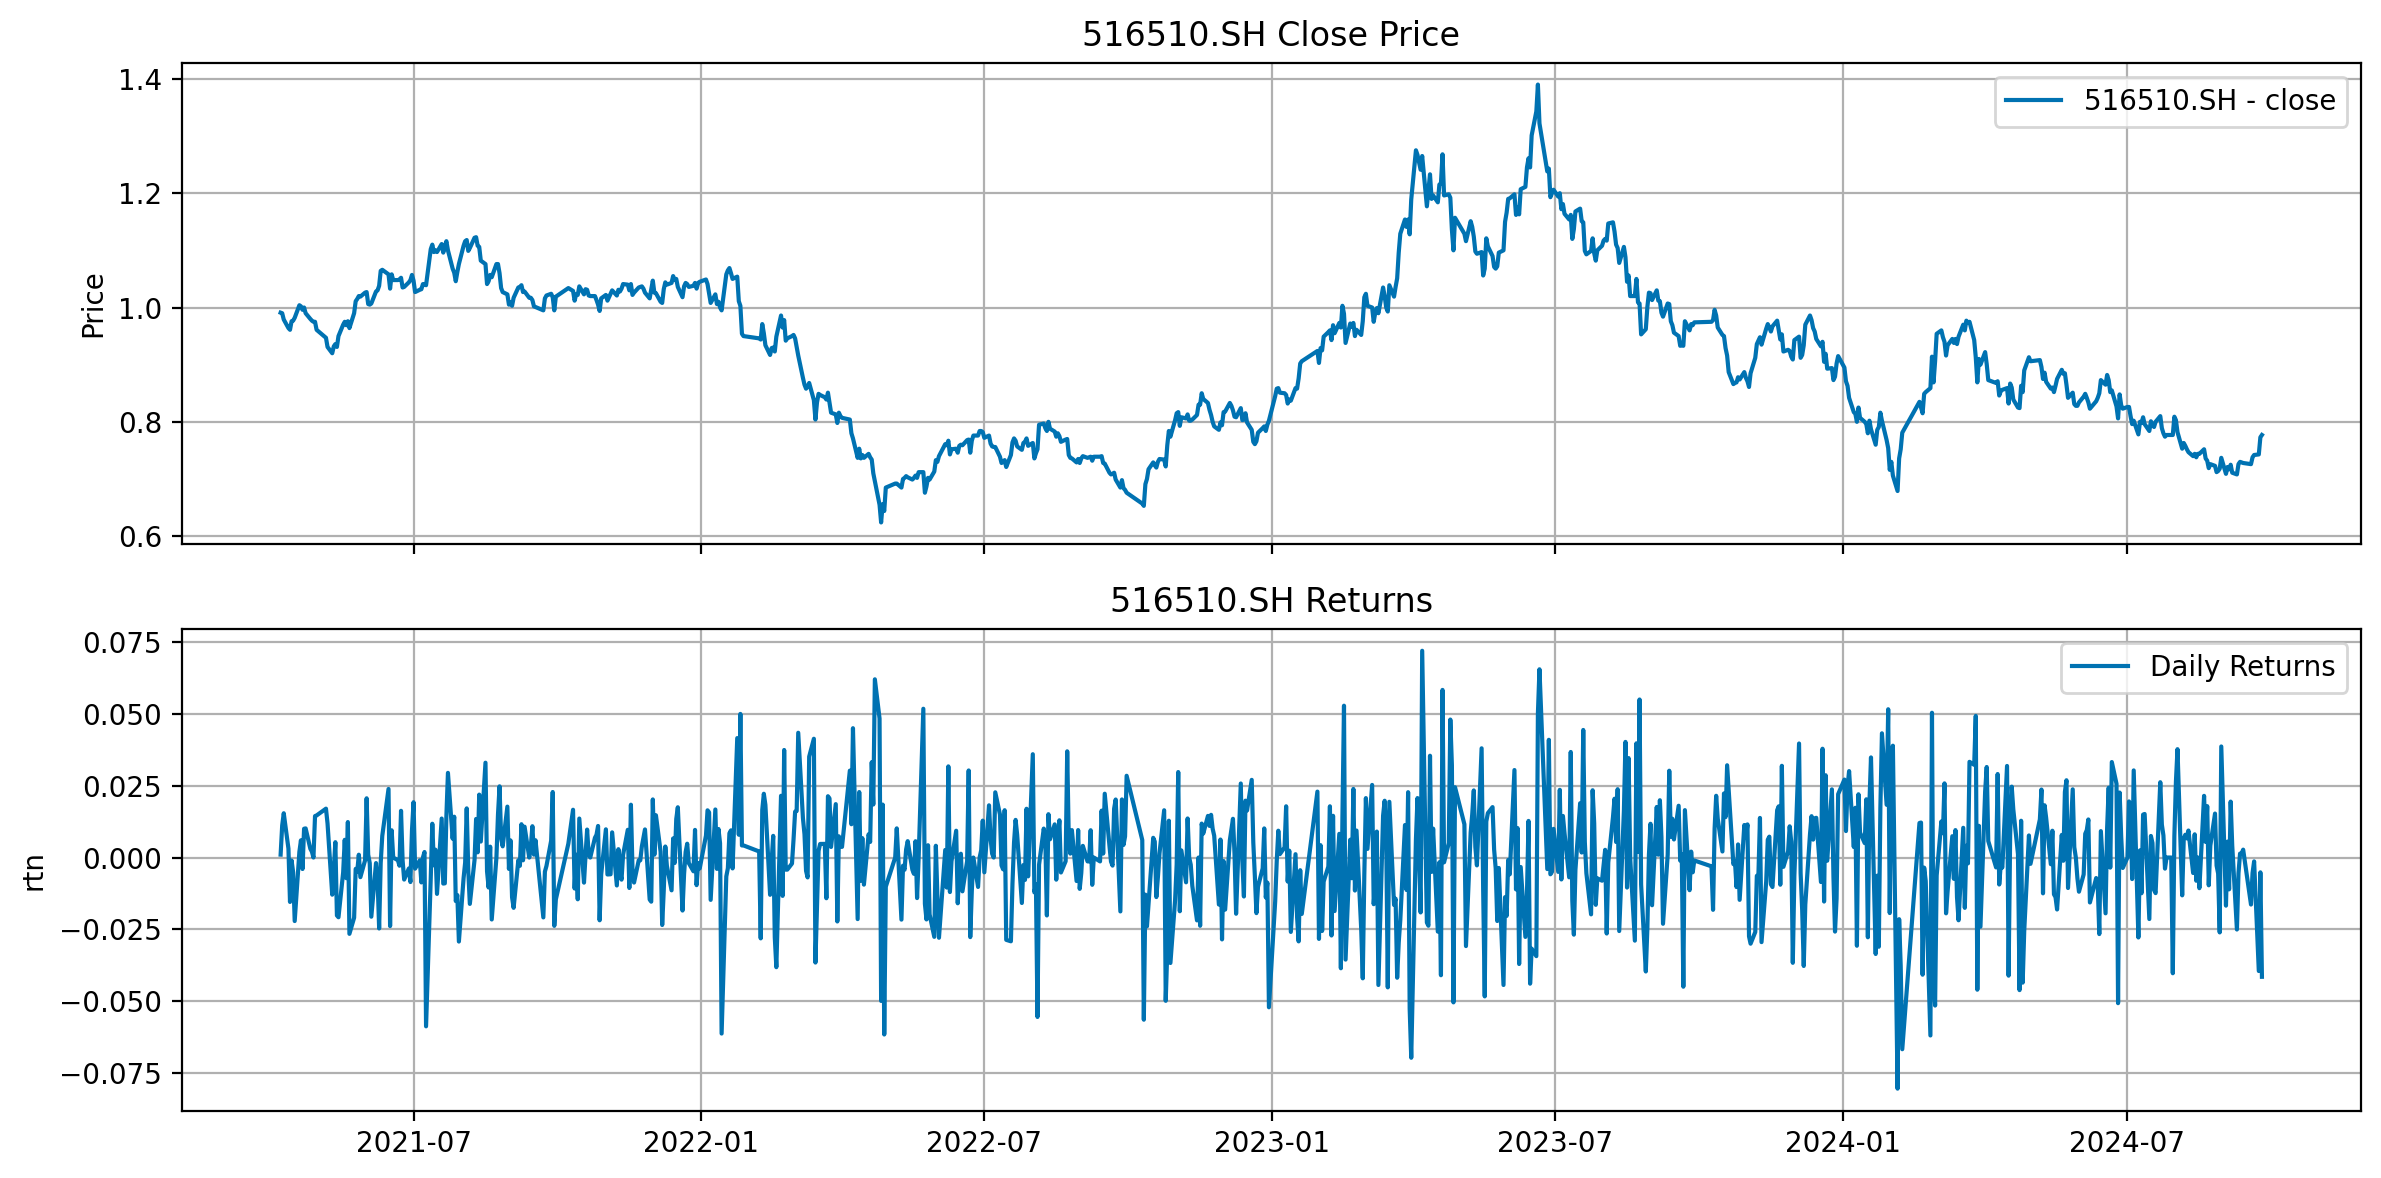 516510.SH Close Price
1.4
1.2
1.0
0.8
0.6
Price
516510.SH - close
516510.SH Returns
0.075
0.050
0.025
0.000
−0.025
−0.050
−0.075
rtn
Daily Returns
2021-07 2022-01 2022-07 2023-01 2023-07 2024-01 2024-07